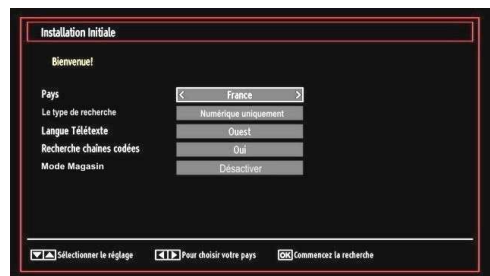 Installation Initiale
Bienvenue!
Pays < France >
Le type de recherche Numérique uniquement
Langue Télétexte Ouest
Recherche chaînes codées Oui
Mode Magasin Désactiver
Sélectionner le réglage Pour choisir votre pays OK Commencez la recherche